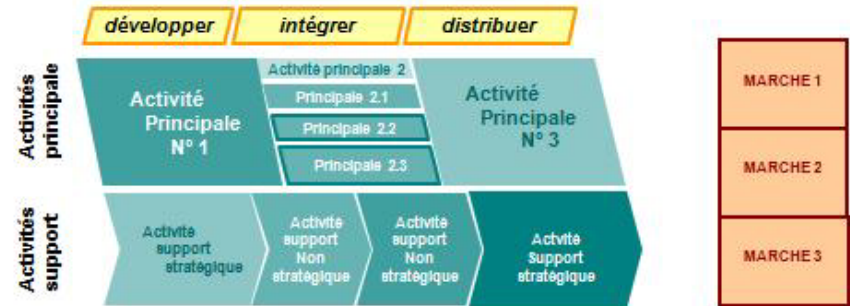 développer
intégrer
distribuer
Activités
principale
Activité
Principale
N° 1
Activité principale 2
Principale 2.1
Principale 2.2
Principale 2.3
Activité
Principale
N° 3
Activités
support
Activité
support
stratégique
Activité
support
Non
stratégique
Activité
support
Non
stratégique
Actvité
Support
stratégique
MARCHE 1
MARCHE 2
MARCHE 3